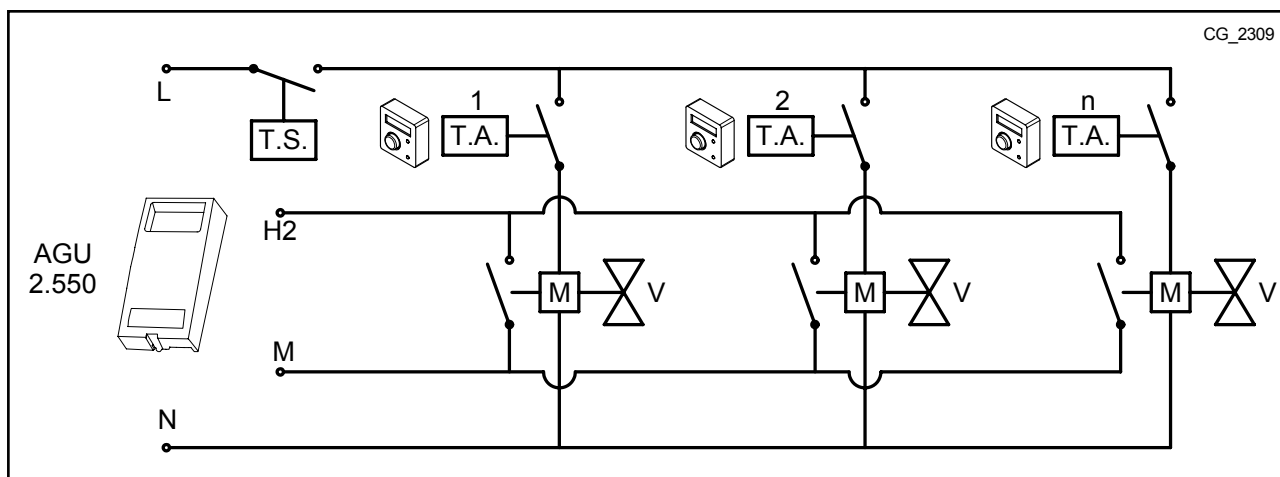 CG_2309
L
T.S.
1
T.A.
2
T.A.
n
T.A.
AGU
2.550
H2
M V
M V
M V
M
N